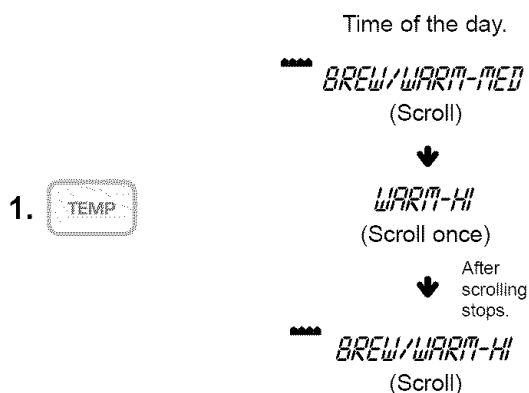 Time of the day.
BREW/WARM-MED
(Scroll)
1. TEMP
WARM-HI
(Scroll once)
After
scrolling
stops.
BREW/WARM-HI
(Scroll)